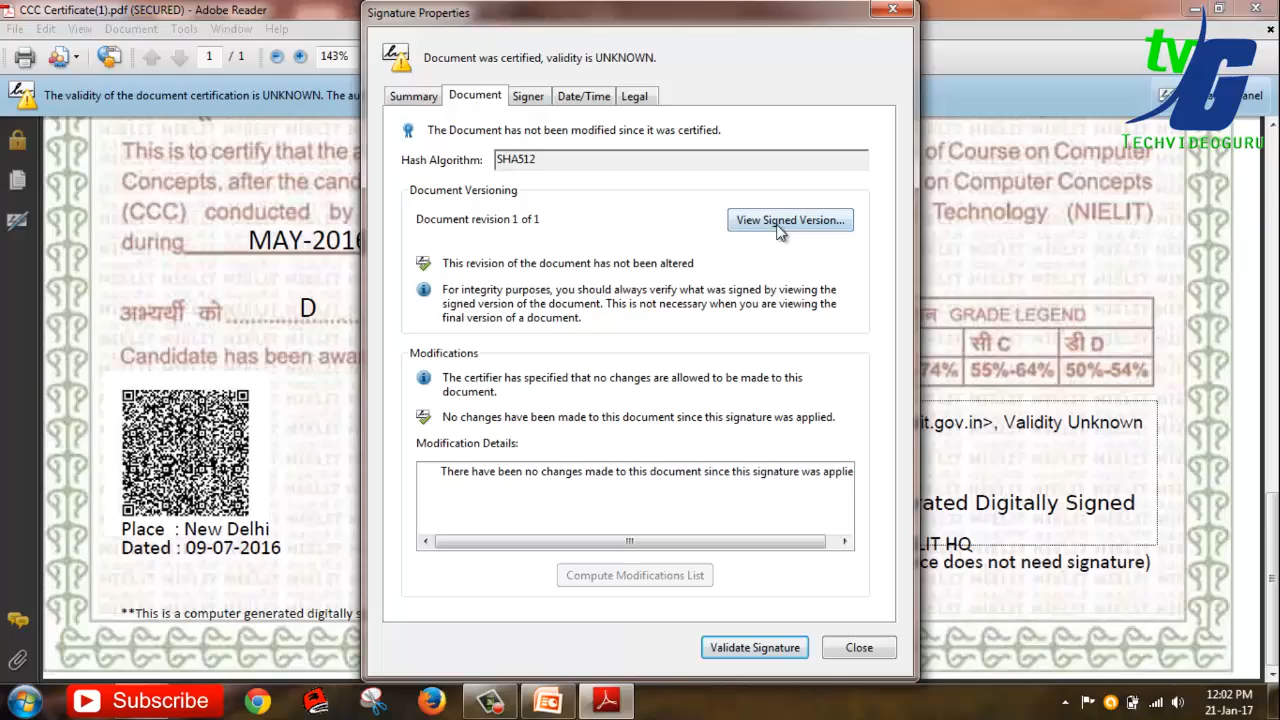 CCC Certificate(1).pdf (SECURED) - Adobe Reader
File Edit View Document Tools Window Help
1 / 1 143%
The validity of the document certification is UNKNOWN. The au
Signature Properties
Document was certified, validity is UNKNOWN.
Summary Document Signer Date/Time Legal
The Document has not been modified since it was certified.
Hash Algorithm: SHA512
Document Versioning
Document revision 1 of 1
View Signed Version...
This revision of the document has not been altered
For integrity purposes, you should always verify what was signed by viewing the
signed version of the document. This is not necessary when you are viewing the
final version of a document.
Modifications
The certifier has specified that no changes are allowed to be made to this
document.
No changes have been made to this document since this signature was applied.
Modification Details:
There have been no changes made to this document since this signature was applie
Compute Modifications List
Validate Signature Close
tv G
TECHVIDEOGURU
anel
This is to certify that the a
Concepts, after the cand
(CCC) conducted by
during MAY-2016
अभ्यर्थी को D
Candidate has been awa
Place : New Delhi
Dated : 09-07-2016
**This is a computer generated digitally s
of Course on Computer
on Computer Concepts
Technology (NIELIT)
GRADE LEGEND
सी C डी D
74% 55%-64% 50%-54%
it.gov.in>, Validity Unknown
ated Digitally Signed
LIT HQ
ce does not need signature)
Subscribe
12:02 PM
21-Jan-17